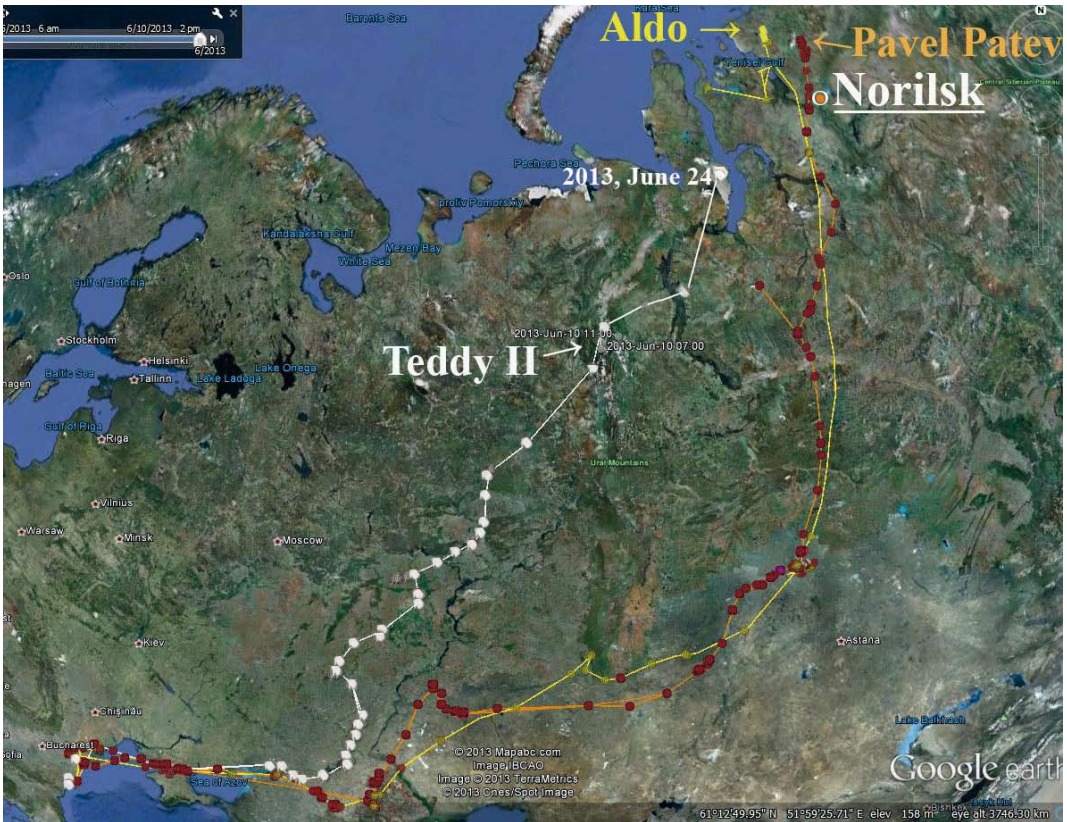 5/2013 6 am 6/10/2013 2 pm
6/2013
Barents Sea
Kara Sea
N
Aldo
Pavel Patev
Yenisei Gulf
Central Siberian Plateau
Norilsk
Pechora Sea
2013, June 24
proliv Pomorskiy
Kandalaksha Gulf
Mezen Bay
White Sea
Oslo
Gulf of Bothnia
2013-Jun-10 11:00
2013-Jun-10 07:00
Stockholm
Teddy II
Helsinki
Lake Onega
Baltic Sea
Tallinn
Lake Ladoga
nhagen
Gulf of Riga
Riga
Ural Mountains
Vilnius
Warsaw
Minsk
Moscow
Kiev
Astana
Chişinău
Lake Balkhash
Bucharest
Sofia
© 2013 Mapabc.com
Image IBCAO
Sea of Azov
Image © 2013 TerraMetrics
© 2013 Cnes/Spot Image
Google earth
Bishkek
61°12'49.95" N 51°59'25.71" E elev 158 m eye alt 3746.30 km